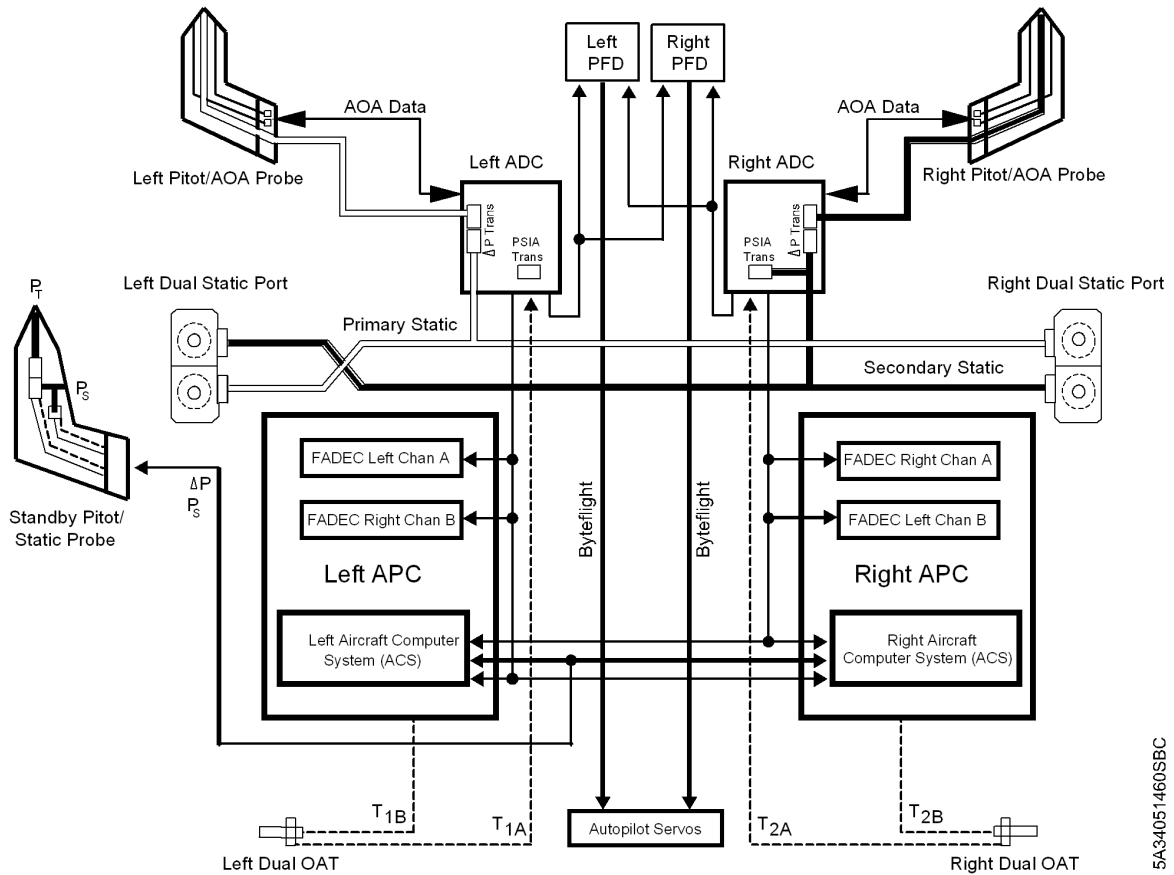 Left
PFD
Right
PFD
AOA Data
AOA Data
Left ADC
Right ADC
Left Pitot/AOA Probe
Right Pitot/AOA Probe
Δ P Trans
PSIA
Trans
PSIA
Trans
Δ P Trans
Left Dual Static Port
Right Dual Static Port
PT
Primary Static
Secondary Static
PS
FADEC Left Chan A
FADEC Right Chan A
ΔP
PS
FADEC Right Chan B
FADEC Left Chan B
Standby Pitot/
Static Probe
Byteflight
Byteflight
Left APC
Right APC
Left Aircraft Computer
System (ACS)
Right Aircraft
Computer System (ACS)
T1B
T1A
T2A
T2B
Autopilot Servos
Left Dual OAT
Right Dual OAT
5A34051460SBC